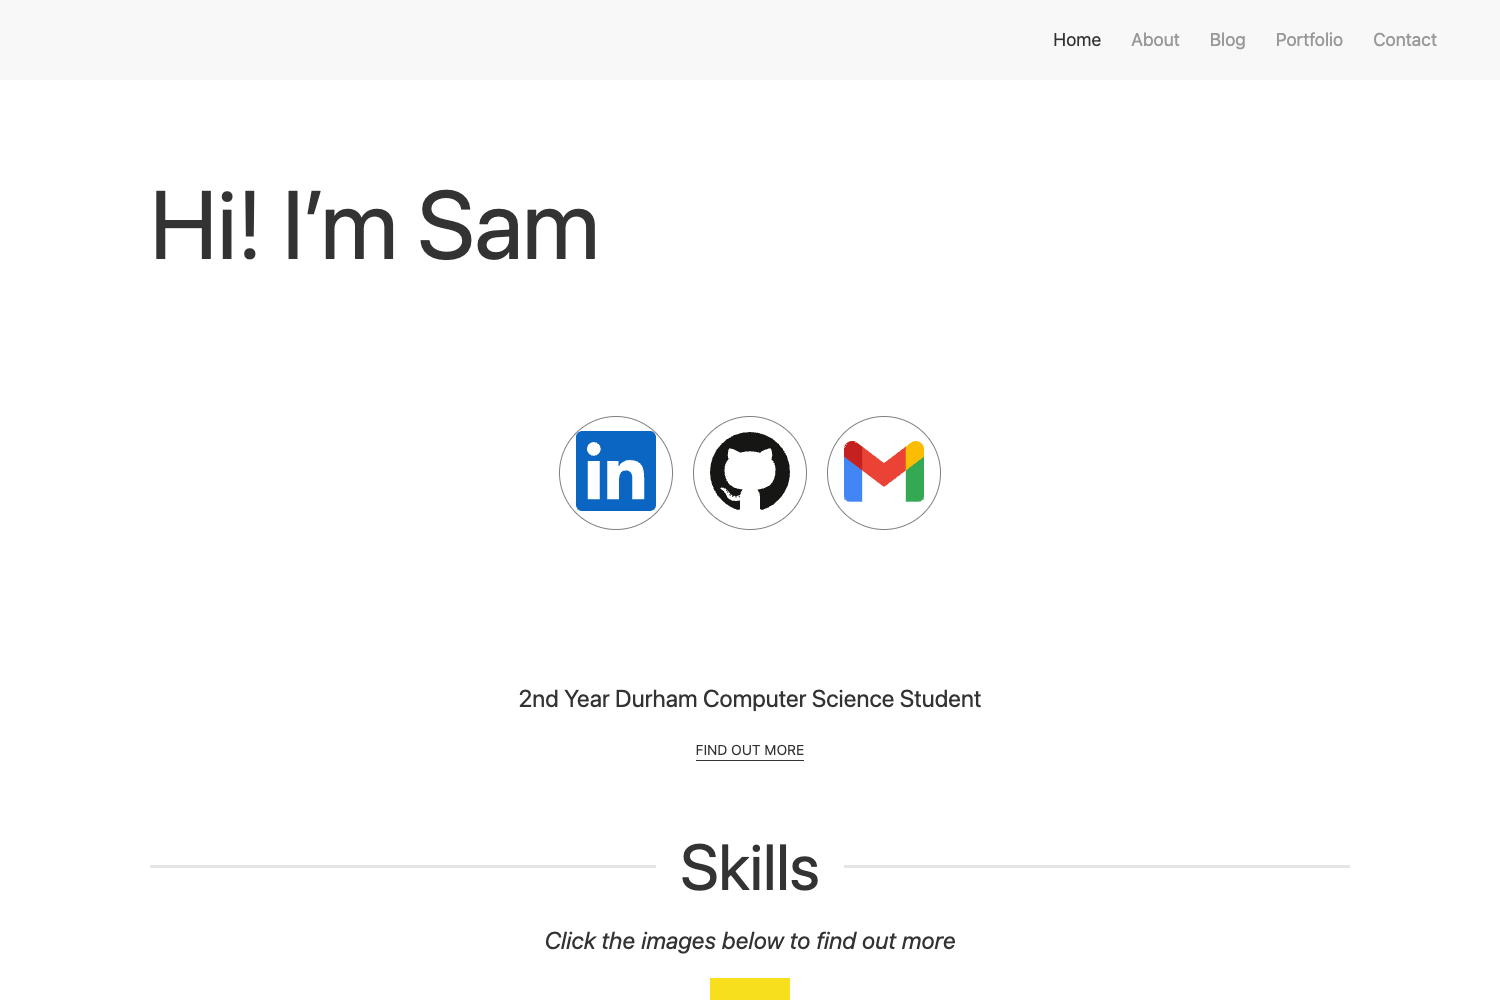 Home About Blog Portfolio Contact
Hi! I’m Sam
in
2nd Year Durham Computer Science Student
FIND OUT MORE
Skills
Click the images below to find out more